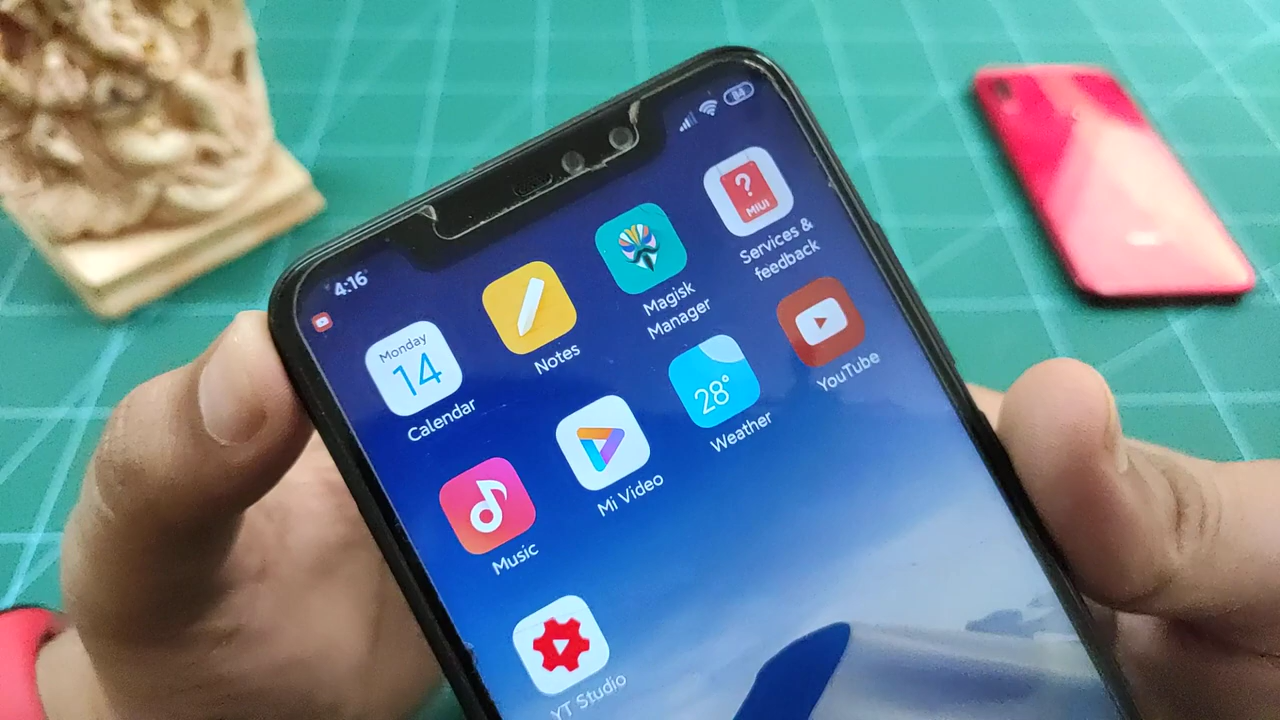 4:16
84
Monday
14
Calendar
Notes
Magisk
Manager
?
MIUI
Services &
feedback
Music
Mi Video
28°
Weather
YouTube
YT Studio